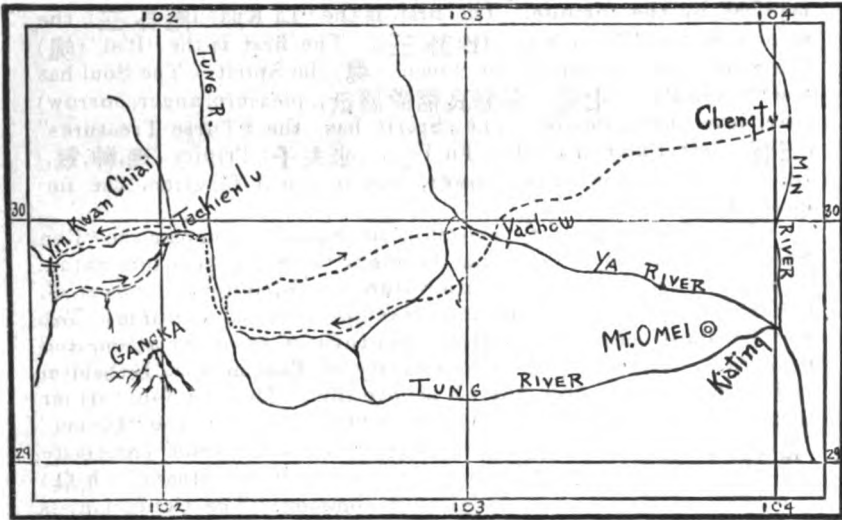 102 103 104
TUNG R.
Chengtu
MIN RIVER
Yin Kwan Chiai
Tachienlu
30 30
Yachow
YA RIVER
GANGKA
MT. OMEI
Kiating
TUNG RIVER
29 29
102 103 104